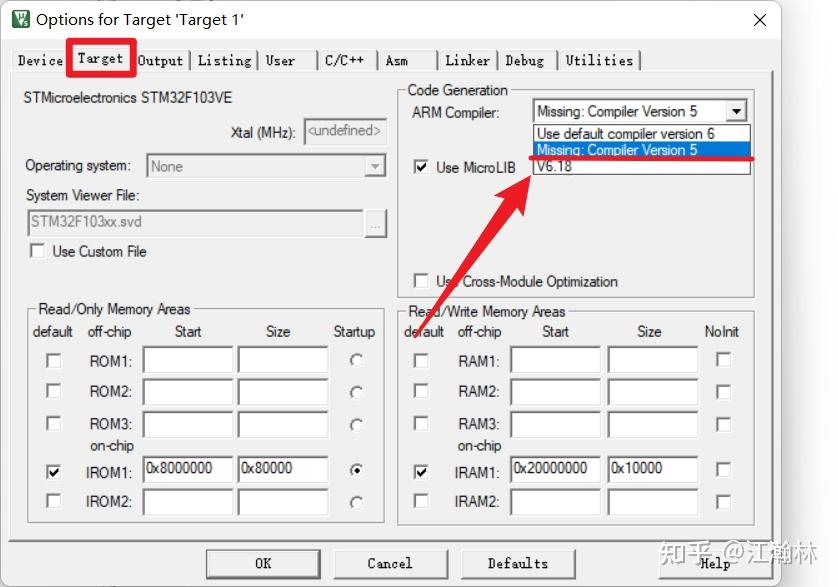 Options for Target 'Target 1'
Device Target Output Listing User C/C++ Asm Linker Debug Utilities
STMicroelectronics STM32F103VE
Xtal (MHz): <undefined>
Operating system: None
System Viewer File:
STM32F103xx.svd ...
Use Custom File
Code Generation
ARM Compiler: Missing: Compiler Version 5
Use default compiler version 6
Missing: Compiler Version 5
V6.18
Use MicroLIB
Use Cross-Module Optimization
Read/Only Memory Areas
default off-chip Start Size Startup
ROM1:
ROM2:
ROM3:
on-chip
IROM1: 0x8000000 0x80000
IROM2:
Read/Write Memory Areas
default off-chip Start Size NoInit
RAM1:
RAM2:
RAM3:
on-chip
IRAM1: 0x20000000 0x10000
IRAM2:
OK Cancel Defaults Help
知乎 @江瀚林